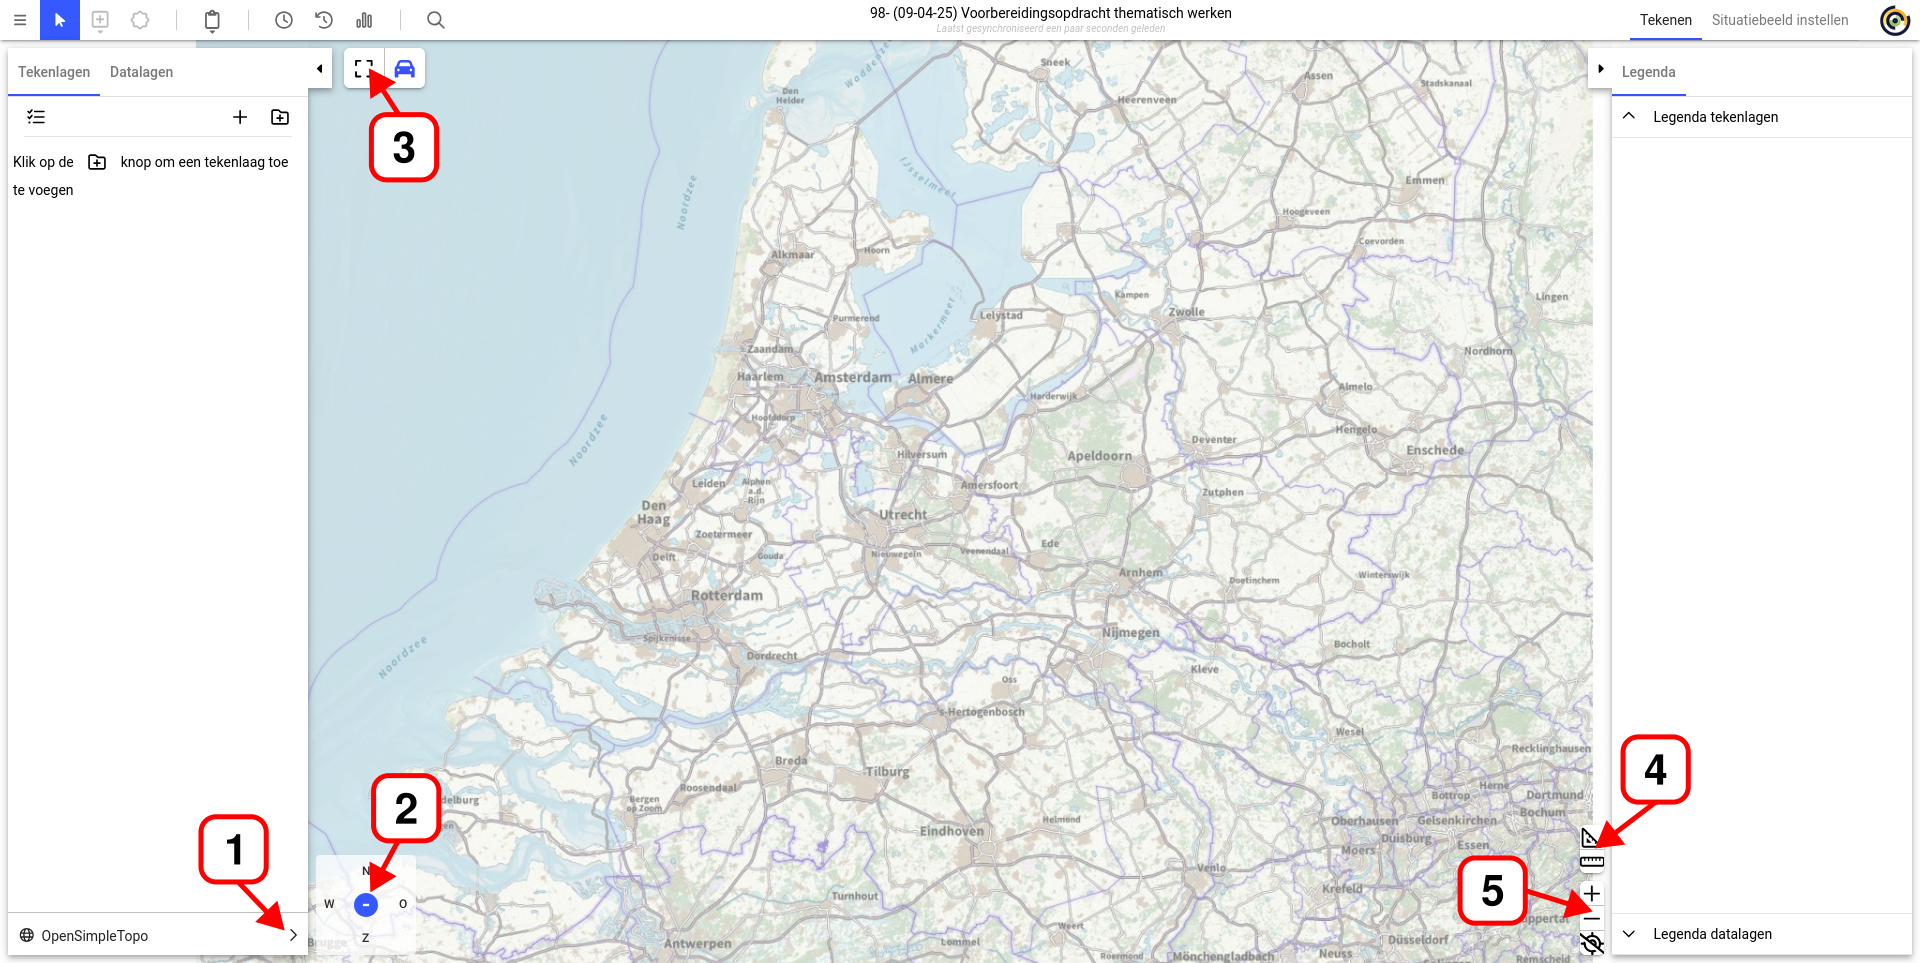 98- (09-04-25) Voorbereidingsopdracht thematisch werken
Laatst gesynchroniseerd een paar seconden geleden
Tekenen
Situatiebeeld instellen
Tekenlagen
Datalagen
Klik op de knop om een tekenlaag toe
te voegen
OpenSimpleTopo
Legenda
Legenda tekenlagen
Legenda datalagen
3
4
2
1
5
N
W
-
O
Z
Sneek
Assen
Stadskanaal
Den
Helder
Heerenveen
Noordzee
IJsselmeer
Emmen
Hoogeveen
Coevorden
Alkmaar
Hoorn
Kampen
Lingen
Zwolle
Purmerend
Markermeer
Lelystad
Zaandam
Nordhorn
Haarlem
Amsterdam
Almere
Harderwijk
Almelo
Hoofddorp
Noordzee
Deventer
Hengelo
Enschede
Hilversum
Apeldoorn
Leiden
Alphen
a.d.
Rijn
Amersfoort
Zutphen
Den
Haag
Utrecht
Zoetermeer
Delft
Gouda
Nieuwegein
Veenendaal
Ede
Arnhem
Doetinchem
Winterswijk
Rotterdam
Noordzee
Spijkenisse
Nijmegen
Bocholt
Dordrecht
Kleve
Oss
's-Hertogenbosch
Wesel
Recklinghausen
Breda
Tilburg
Roosendaal
Bergen
op Zoom
delburg
Herne
Bottrop
Dortmund
Helmond
Oberhausen
Gelsenkirchen
Bochum
Eindhoven
Duisburg
Moers
Essen
Venlo
Krefeld
Turnhout
uppertal
Brugge
Antwerpen
Lommel
Weert
Roermond
Mönchengladbach
Düsseldorf
Neuss
Solingen
Remscheid